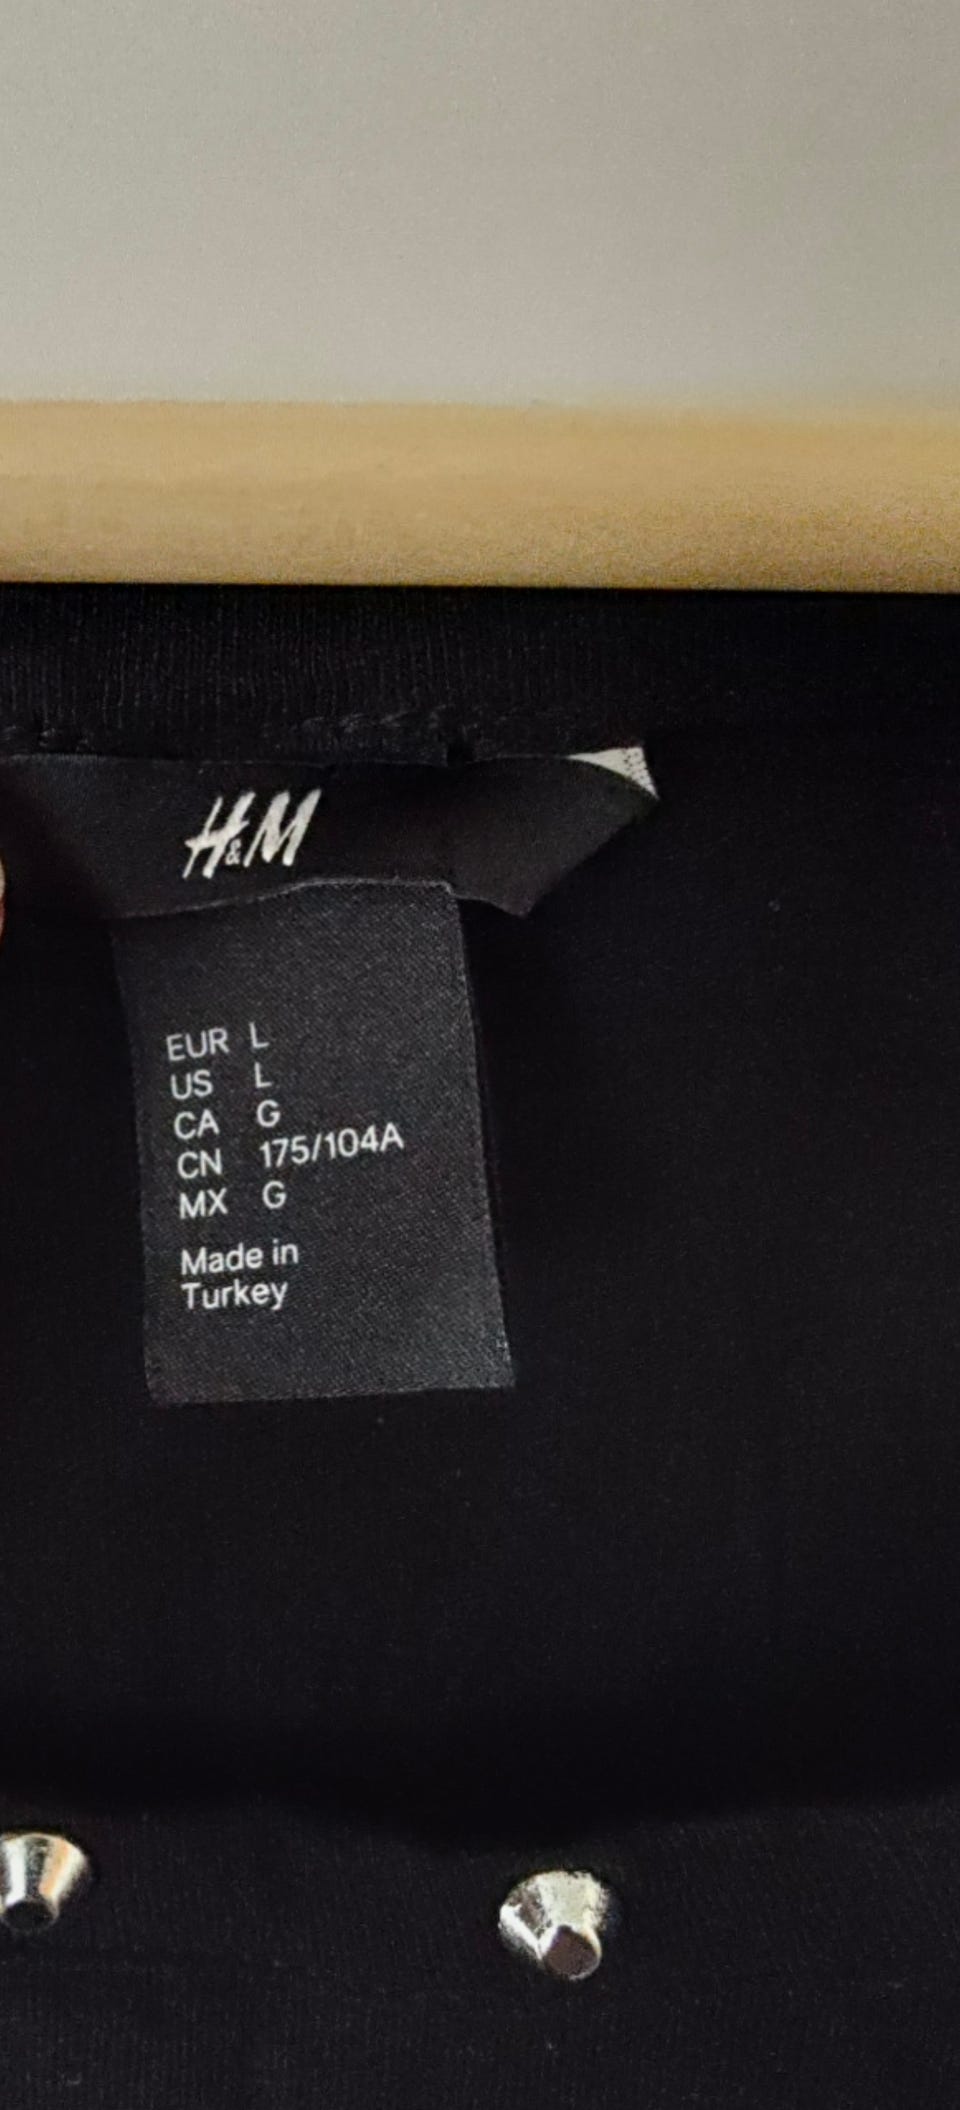 H&M
EUR L
US L
CA G
CN 175/104A
MX G
Made in
Turkey